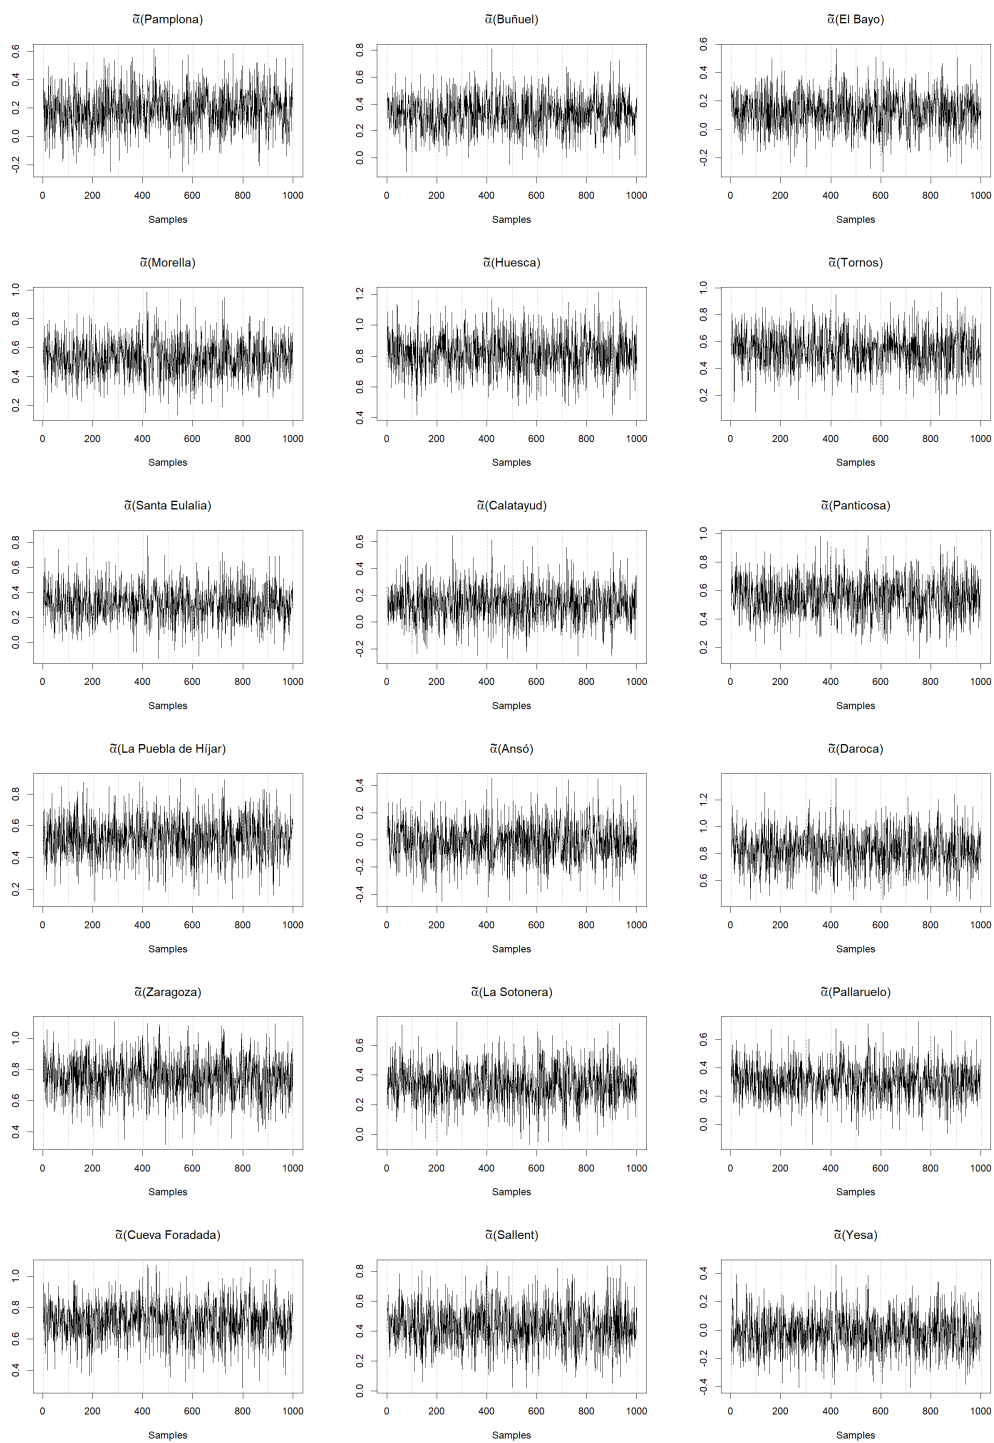 α̃(Pamplona) α̃(Buñuel) α̃(El Bayo)
-0.2 0.0 0.2 0.4 0.6
0.0 0.2 0.4 0.6 0.8
-0.2 0.0 0.2 0.4 0.6
0 200 400 600 800 1000 0 200 400 600 800 1000 0 200 400 600 800 1000
Samples Samples Samples
α̃(Morella) α̃(Huesca) α̃(Tornos)
0.2 0.4 0.6 0.8 1.0
0.4 0.6 0.8 1.0 1.2
0.2 0.4 0.6 0.8 1.0
0 200 400 600 800 1000 0 200 400 600 800 1000 0 200 400 600 800 1000
Samples Samples Samples
α̃(Santa Eulalia) α̃(Calatayud) α̃(Panticosa)
0.0 0.2 0.4 0.6 0.8
-0.2 0.0 0.2 0.4 0.6
0.2 0.4 0.6 0.8 1.0
0 200 400 600 800 1000 0 200 400 600 800 1000 0 200 400 600 800 1000
Samples Samples Samples
α̃(La Puebla de Híjar) α̃(Ansó) α̃(Daroca)
0.2 0.4 0.6 0.8
-0.4 -0.2 0.0 0.2 0.4
0.6 0.8 1.0 1.2
0 200 400 600 800 1000 0 200 400 600 800 1000 0 200 400 600 800 1000
Samples Samples Samples
α̃(Zaragoza) α̃(La Sotonera) α̃(Pallaruelo)
0.4 0.6 0.8 1.0
0.0 0.2 0.4 0.6
0.0 0.2 0.4 0.6
0 200 400 600 800 1000 0 200 400 600 800 1000 0 200 400 600 800 1000
Samples Samples Samples
α̃(Cueva Foradada) α̃(Sallent) α̃(Yesa)
0.4 0.6 0.8 1.0
0.0 0.2 0.4 0.6 0.8
-0.4 -0.2 0.0 0.2 0.4
0 200 400 600 800 1000 0 200 400 600 800 1000 0 200 400 600 800 1000
Samples Samples Samples